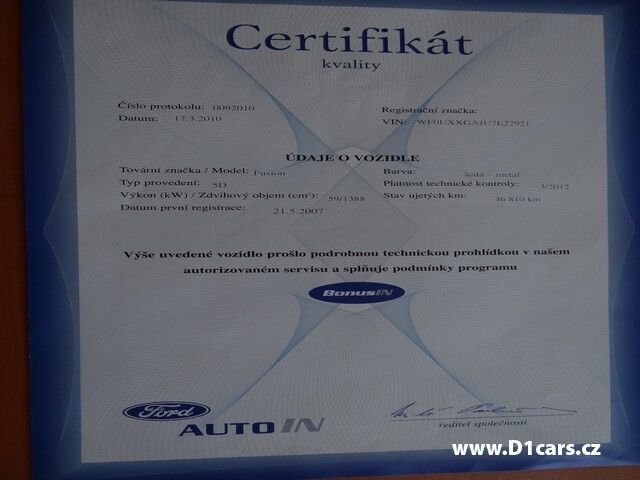 Certifikát
kvality
Číslo protokolu: 0092010
Datum: 17.3.2010
Registrační značka:
VIN: WF0UXXGAJU7E27921
ÚDAJE O VOZIDLE
Tovární značka / Model: Fusion
Barva: šedá - metal.
Typ provedení: 5D
Platnost technické kontroly: 3/2012
Výkon (kW) / Zdvihový objem (cm³): 59/1388
Stav ujetých km: 46 810 km
Datum první registrace: 21.5.2007
Výše uvedené vozidlo prošlo podrobnou technickou prohlídkou v našem
autorizovaném servisu a splňuje podmínky programu
BonusIN
Ford
AUTO IN
ředitel společnosti
www.D1cars.cz